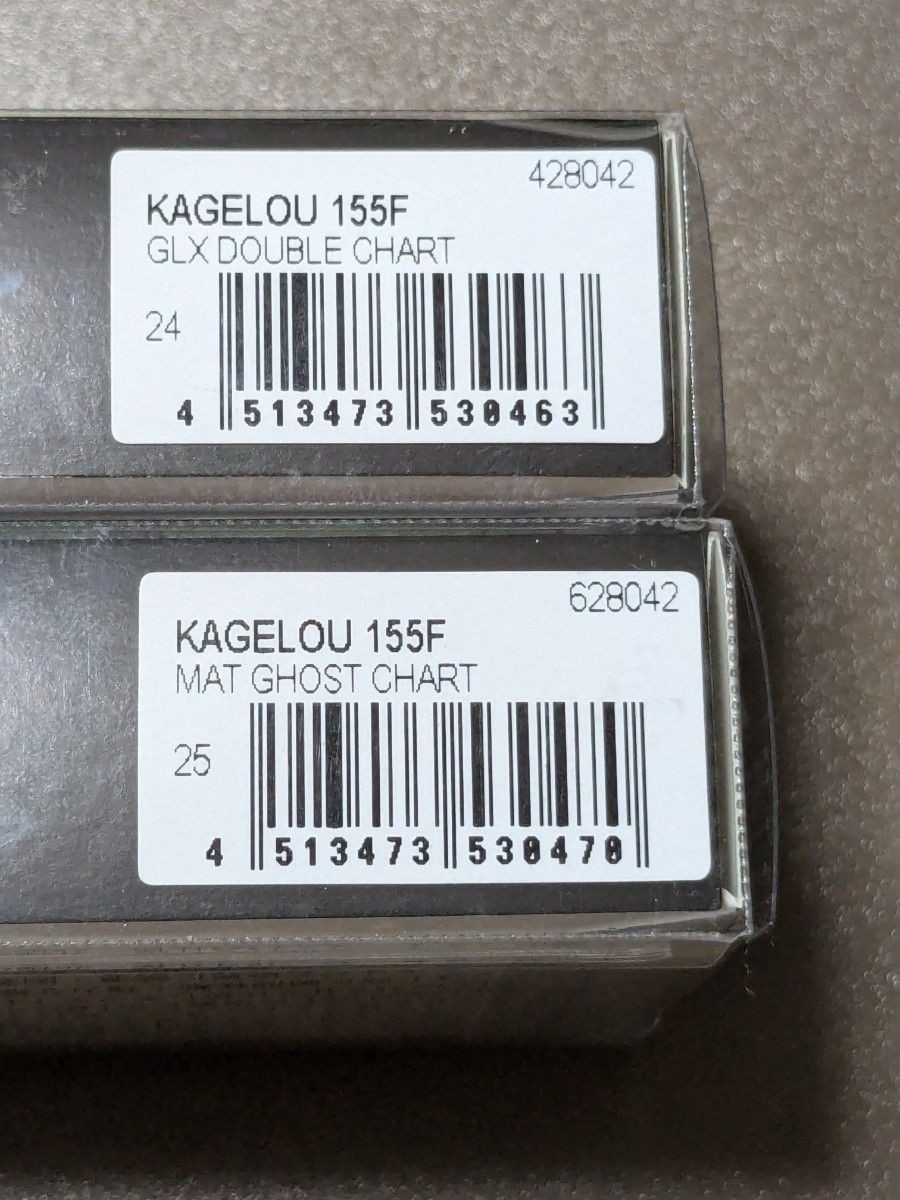 428042
KAGELOU 155F
GLX DOUBLE CHART
24
4 513473 530463
628042
KAGELOU 155F
MAT GHOST CHART
25
4 513473 530470